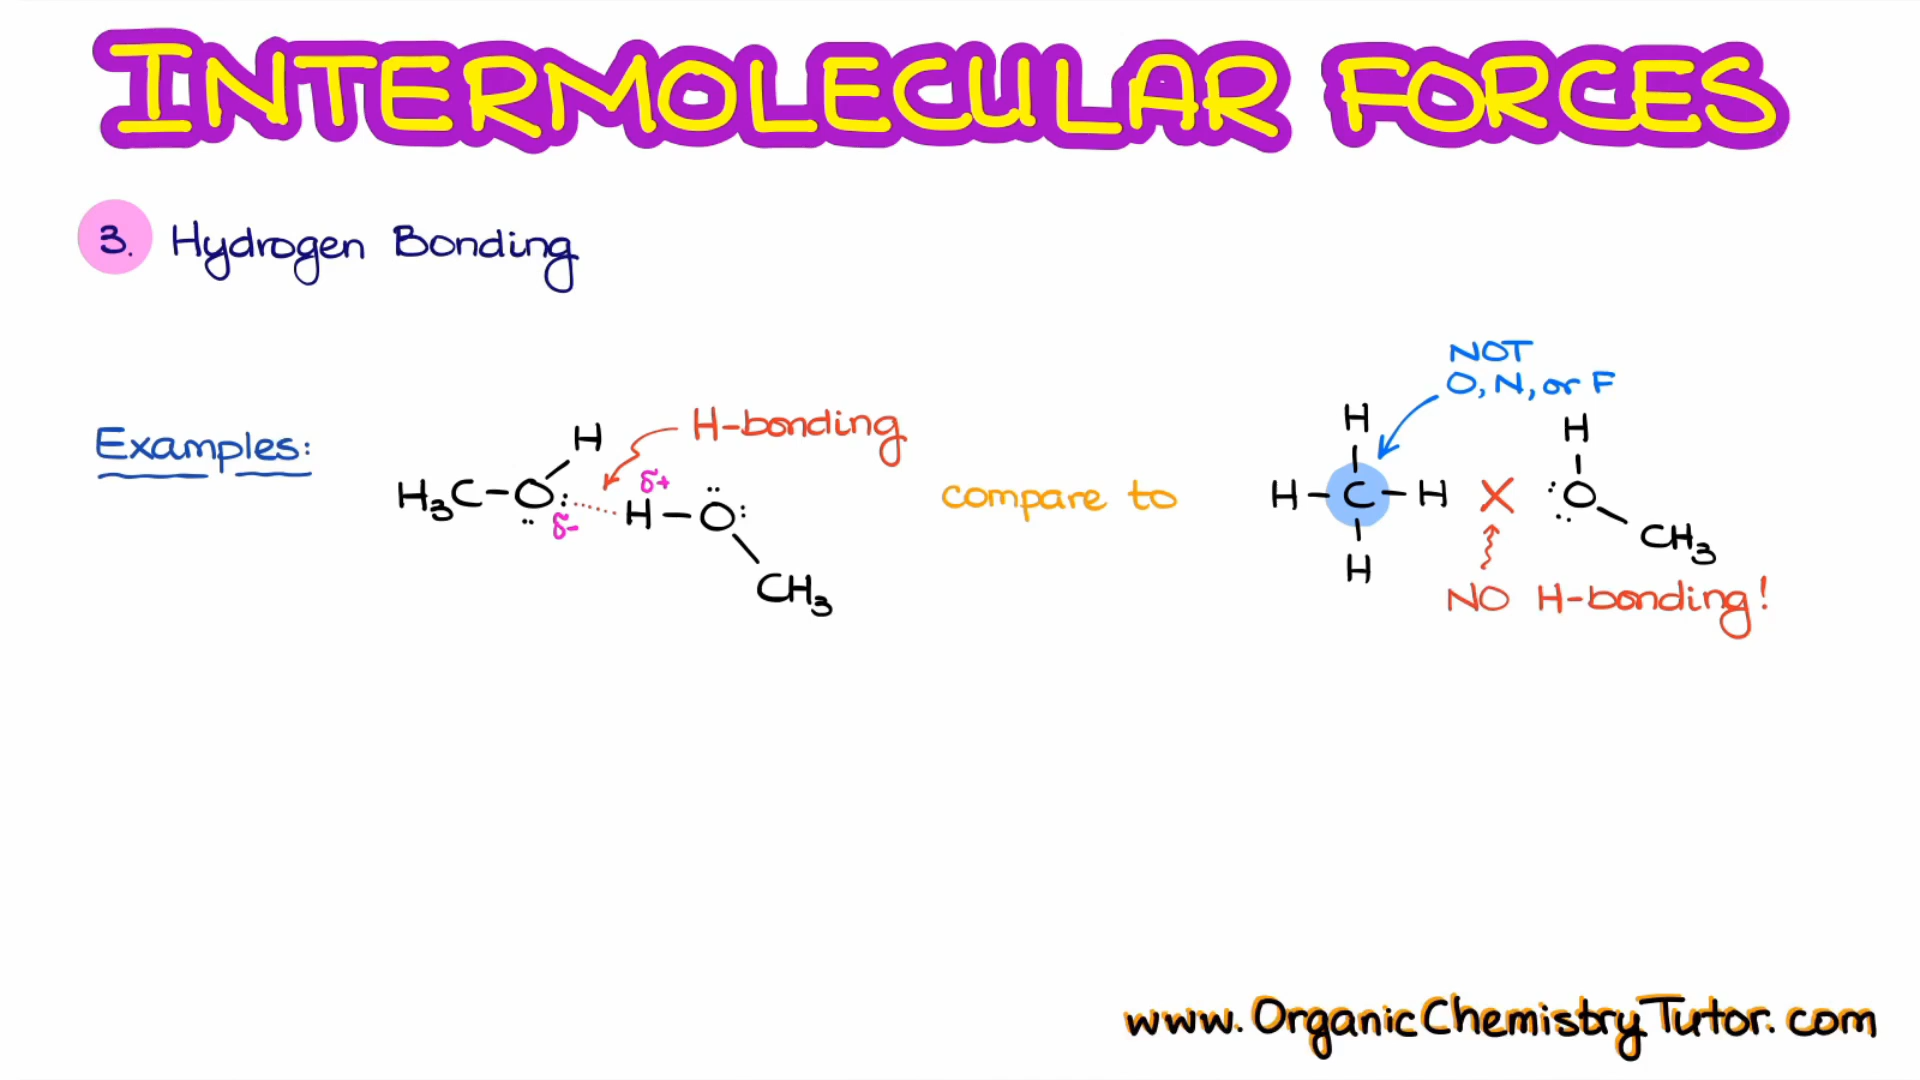 INTERMOLECULAR FORCES
3. Hydrogen Bonding
Examples:
H₃C-O-H
δ-
H-bonding
δ+
H-O
CH₃
compare to
NOT
O, N, or F
H
H-C-H
H
X
H
O
CH₃
NO H-bonding!
www.OrganicChemistryTutor.com